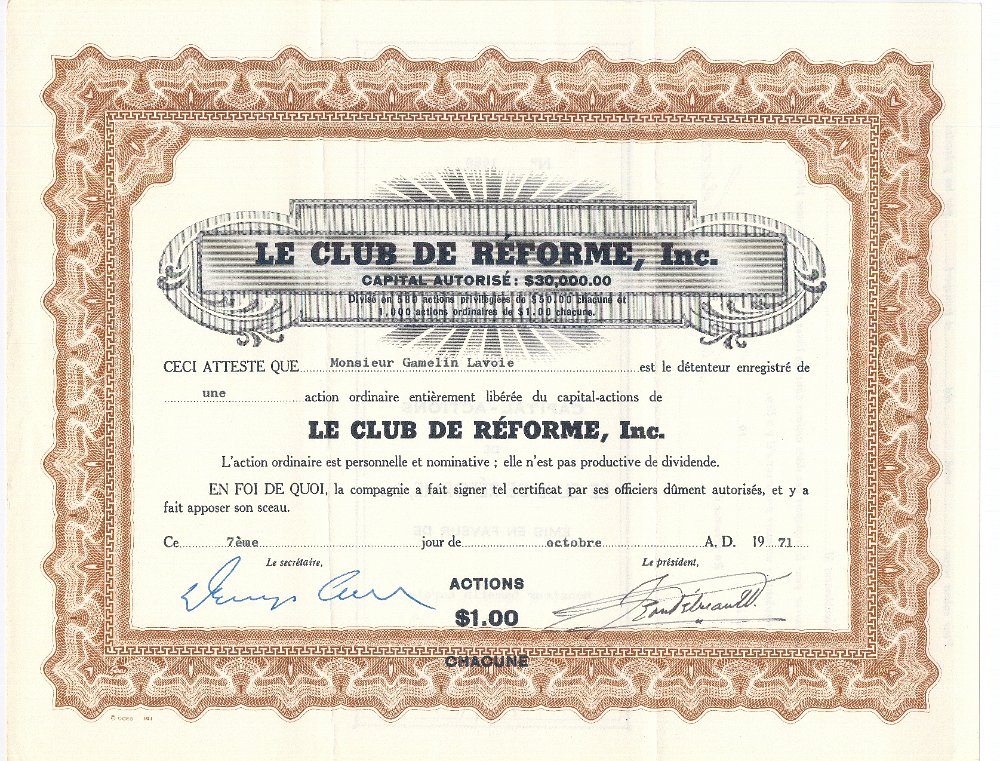 LE CLUB DE RÉFORME, Inc.
CAPITAL AUTORISÉ: $30,000.00
Divisé en 580 actions privilégiées de $50.00 chacune et
1,000 actions ordinaires de $1.00 chacune.
CECI ATTESTE QUE Monsieur Gamelin Lavoie est le détenteur enregistré de
une action ordinaire entièrement libérée du capital-actions de
LE CLUB DE RÉFORME, Inc.
L'action ordinaire est personnelle et nominative ; elle n'est pas productive de dividende.
EN FOI DE QUOI, la compagnie a fait signer tel certificat par ses officiers dûment autorisés, et y a
fait apposer son sceau.
Ce 7ème jour de octobre A. D. 19 71
Le secrétaire, Le président,
ACTIONS
$1.00
CHACUNE